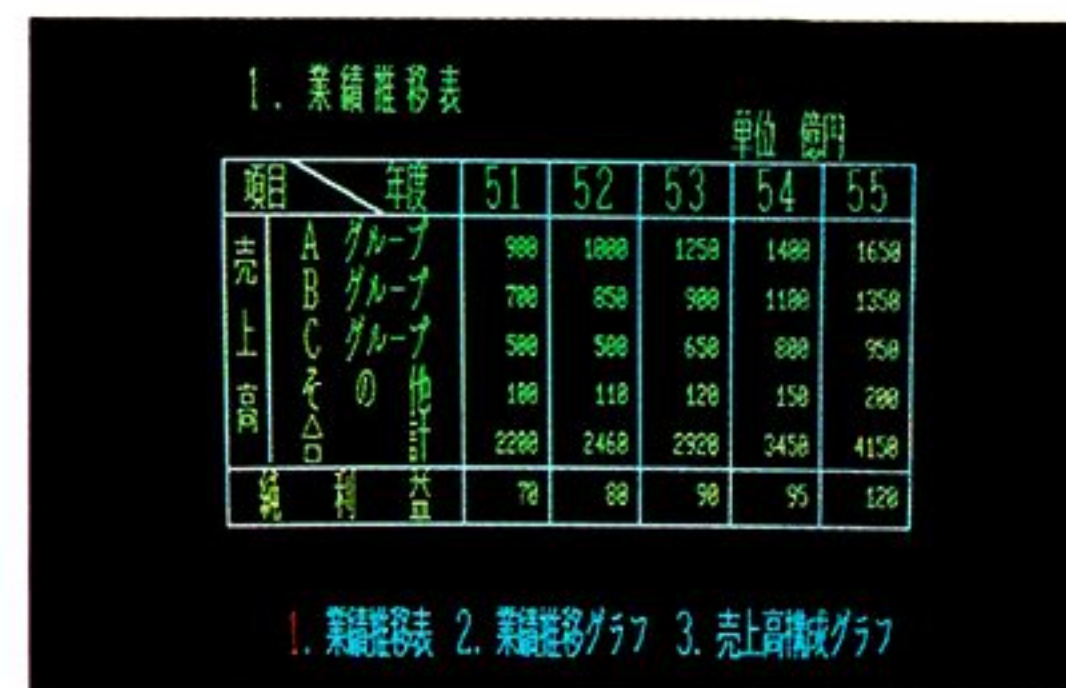 1. 業績推移表
単位 億円
項目 年度 51 52 53 54 55
売上高
Aグループ 900 1000 1250 1400 1650
Bグループ 700 850 900 1100 1350
Cグループ 500 500 650 800 950
その他 100 110 120 150 200
合計 2200 2460 2920 3450 4150
純利益 70 80 90 95 120
1. 業績推移表 2. 業績推移グラフ 3. 売上高構成グラフ